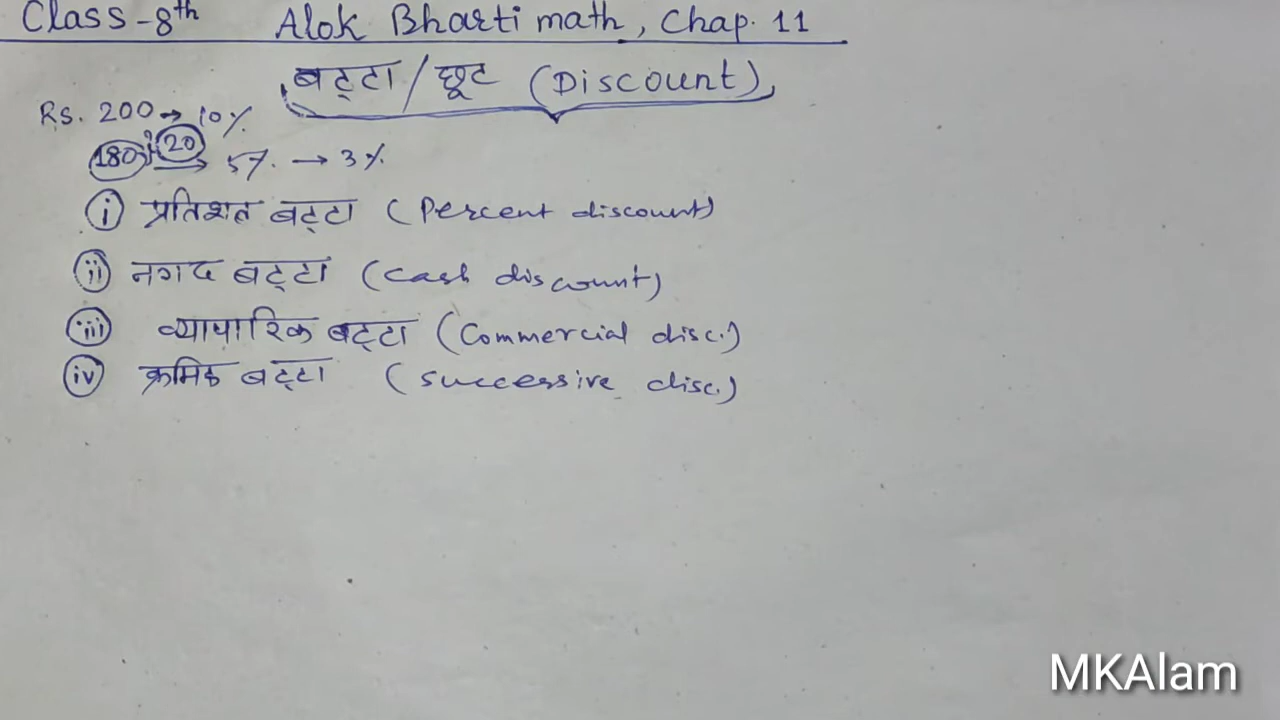 Class-8th Alok Bharti math, Chap. 11
बट्टा/छूट (Discount)
Rs. 200 → 10%
180 20 → 5% → 3%
(i) प्रतिशत बट्टा (Percent discount)
(ii) नगद बट्टा (Cash discount)
(iii) व्यापारिक बट्टा (Commercial disc.)
(iv) क्रमिक बट्टा (successive disc.)
MKAlam